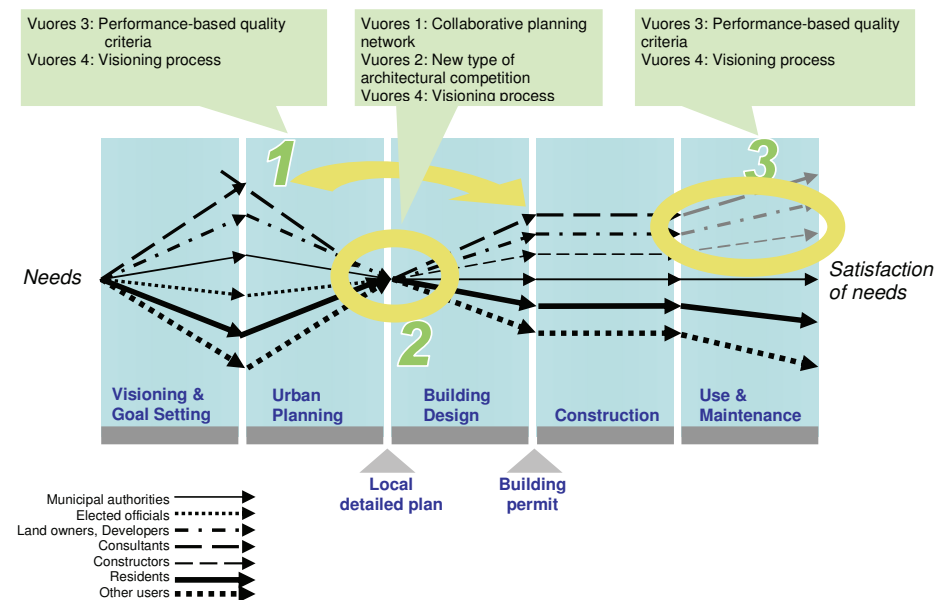 Vuores 3: Performance-based quality
criteria
Vuores 4: Visioning process
Vuores 1: Collaborative planning
network
Vuores 2: New type of
architectural competition
Vuores 4: Visioning process
Vuores 3: Performance-based quality
criteria
Vuores 4: Visioning process
1
2
3
Needs
Satisfaction
of needs
Visioning &
Goal Setting
Urban
Planning
Building
Design
Construction
Use &
Maintenance
Local
detailed plan
Building
permit
Municipal authorities
Elected officials
Land owners, Developers
Consultants
Constructors
Residents
Other users